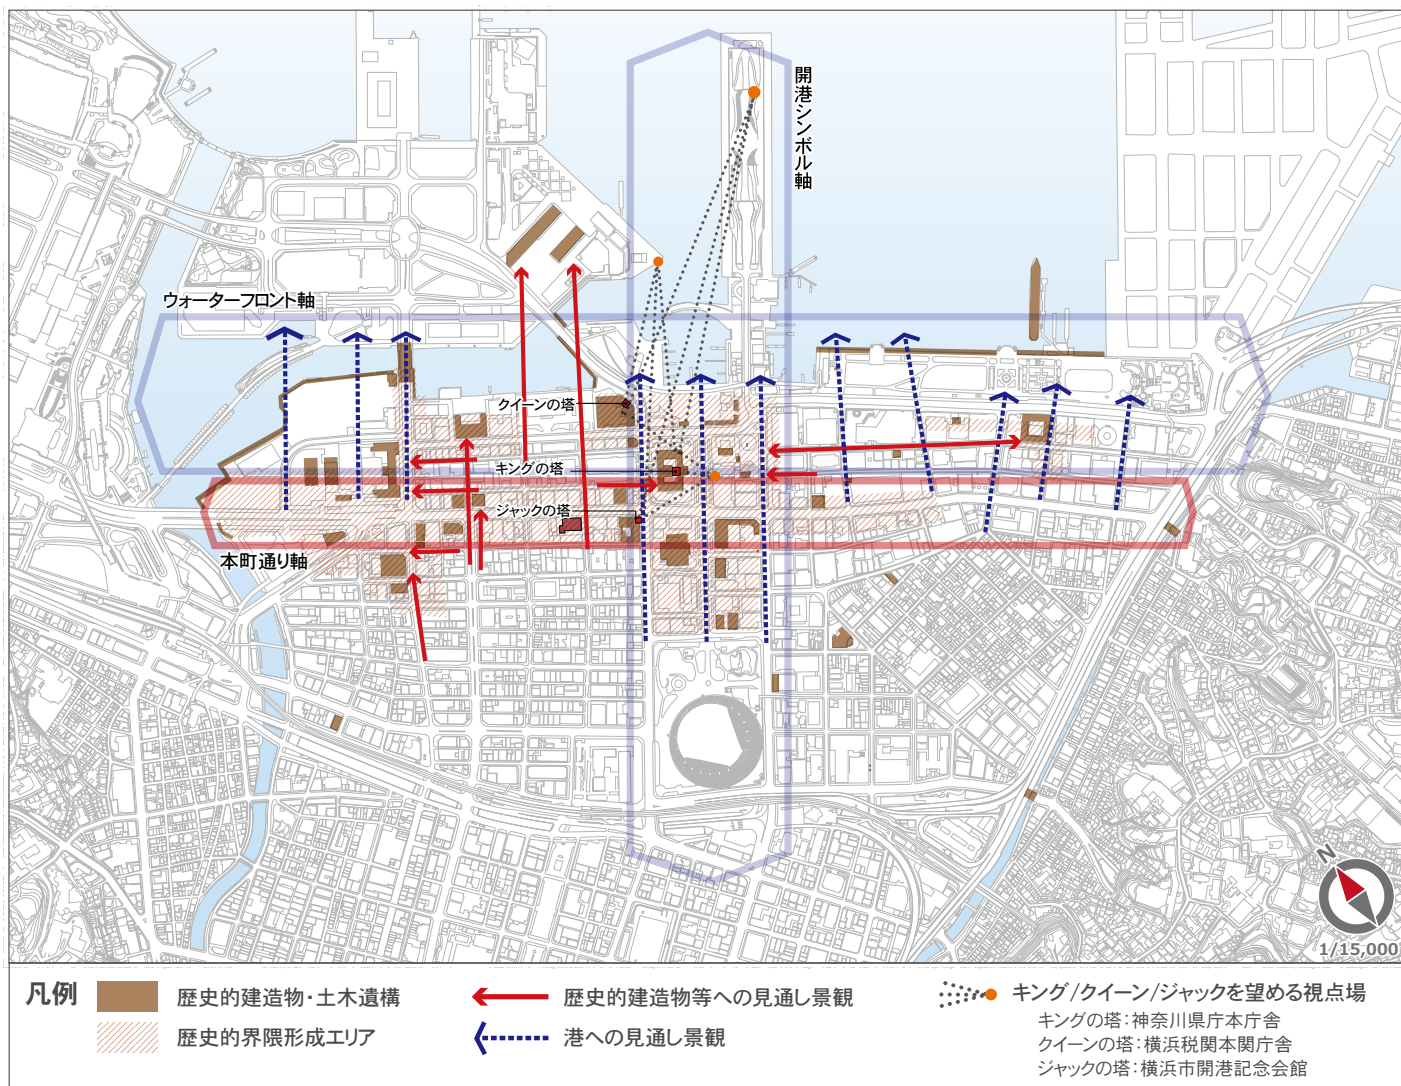 開港シンボル軸
ウォーターフロント軸
クイーンの塔
キングの塔
ジャックの塔
本町通り軸
N
1/15,000
凡例
歴史的建造物・土木遺構
歴史的界隈形成エリア
歴史的建造物等への見通し景観
港への見通し景観
キング/クイーン/ジャックを望める視点場
キングの塔：神奈川県庁本庁舎
クイーンの塔：横浜税関本関庁舎
ジャックの塔：横浜市開港記念会館